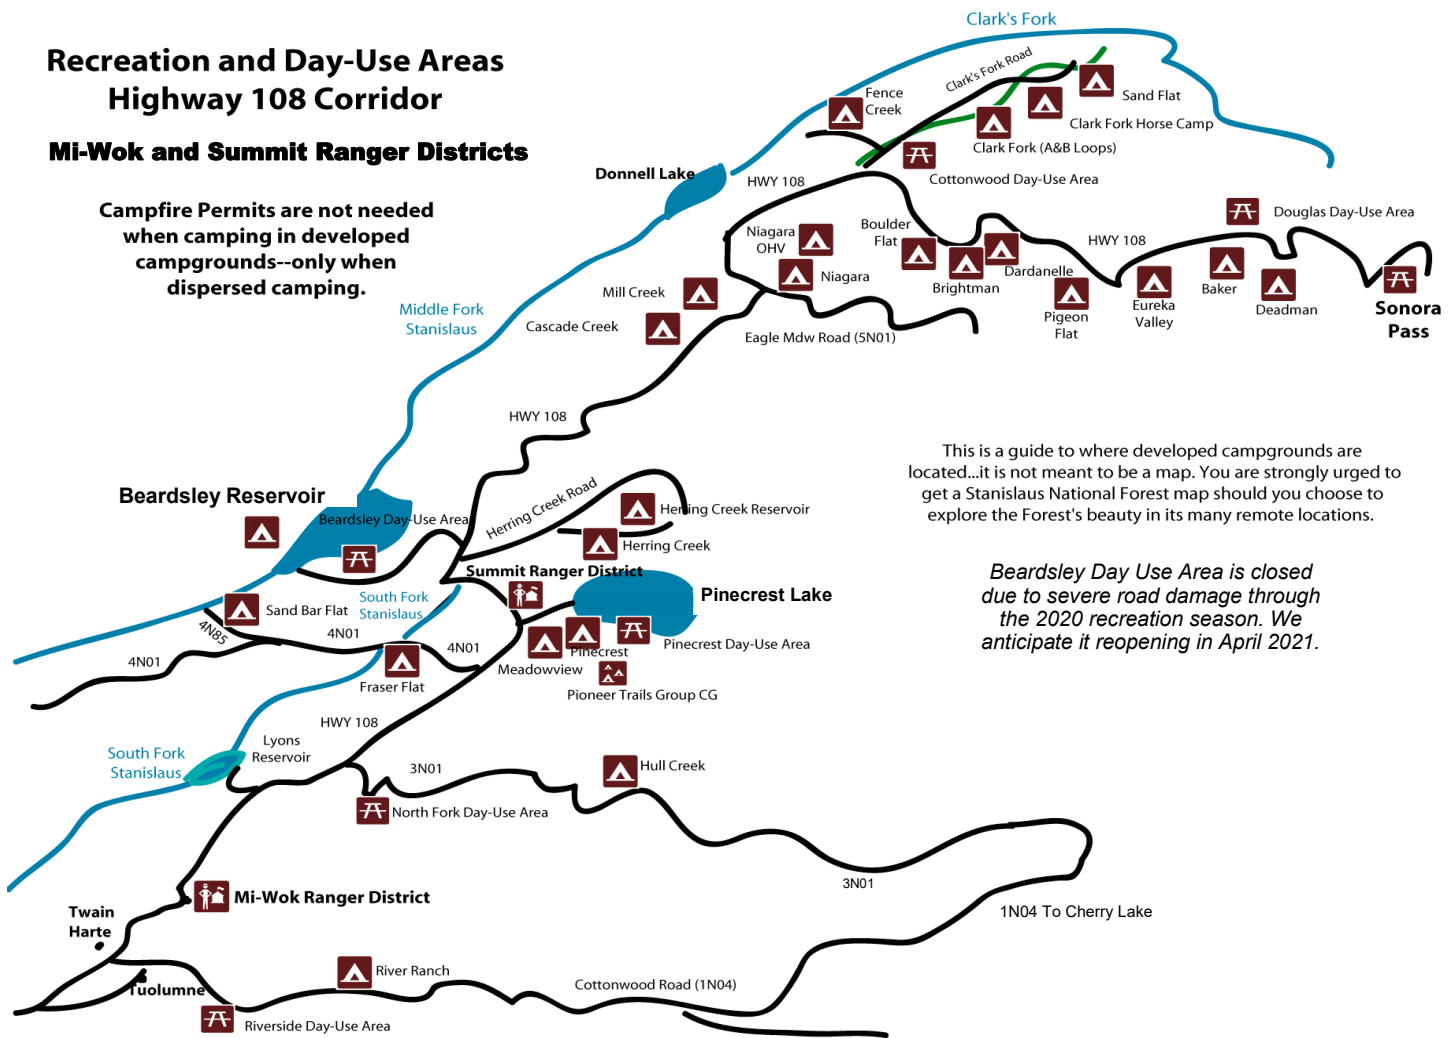 Recreation and Day-Use Areas
Highway 108 Corridor
Mi-Wok and Summit Ranger Districts
Campfire Permits are not needed
when camping in developed
campgrounds--only when
dispersed camping.
Clark's Fork
Clark's Fork Road
Fence
Creek
Sand Flat
Clark Fork Horse Camp
Clark Fork (A&B Loops)
Cottonwood Day-Use Area
Donnell Lake
HWY 108
Niagara
OHV
Niagara
Boulder
Flat
Brightman
Dardanelle
HWY 108
Douglas Day-Use Area
Pigeon
Flat
Eureka
Valley
Baker
Deadman
Sonora
Pass
Mill Creek
Cascade Creek
Eagle Mdw Road (5N01)
Middle Fork
Stanislaus
HWY 108
This is a guide to where developed campgrounds are
located...it is not meant to be a map. You are strongly urged to
get a Stanislaus National Forest map should you choose to
explore the Forest's beauty in its many remote locations.
Beardsley Day Use Area is closed
due to severe road damage through
the 2020 recreation season. We
anticipate it reopening in April 2021.
Beardsley Reservoir
Beardsley Day-Use Area
Herring Creek Road
Herring Creek Reservoir
Herring Creek
Summit Ranger District
Pinecrest Lake
South Fork
Stanislaus
Sand Bar Flat
4N85
4N01
4N01
4N01
Fraser Flat
Meadowview
Pinecrest
Pinecrest Day-Use Area
Pioneer Trails Group CG
HWY 108
South Fork
Stanislaus
Lyons
Reservoir
3N01
Hull Creek
North Fork Day-Use Area
3N01
1N04 To Cherry Lake
Mi-Wok Ranger District
Twain
Harte
Tuolumne
River Ranch
Cottonwood Road (1N04)
Riverside Day-Use Area